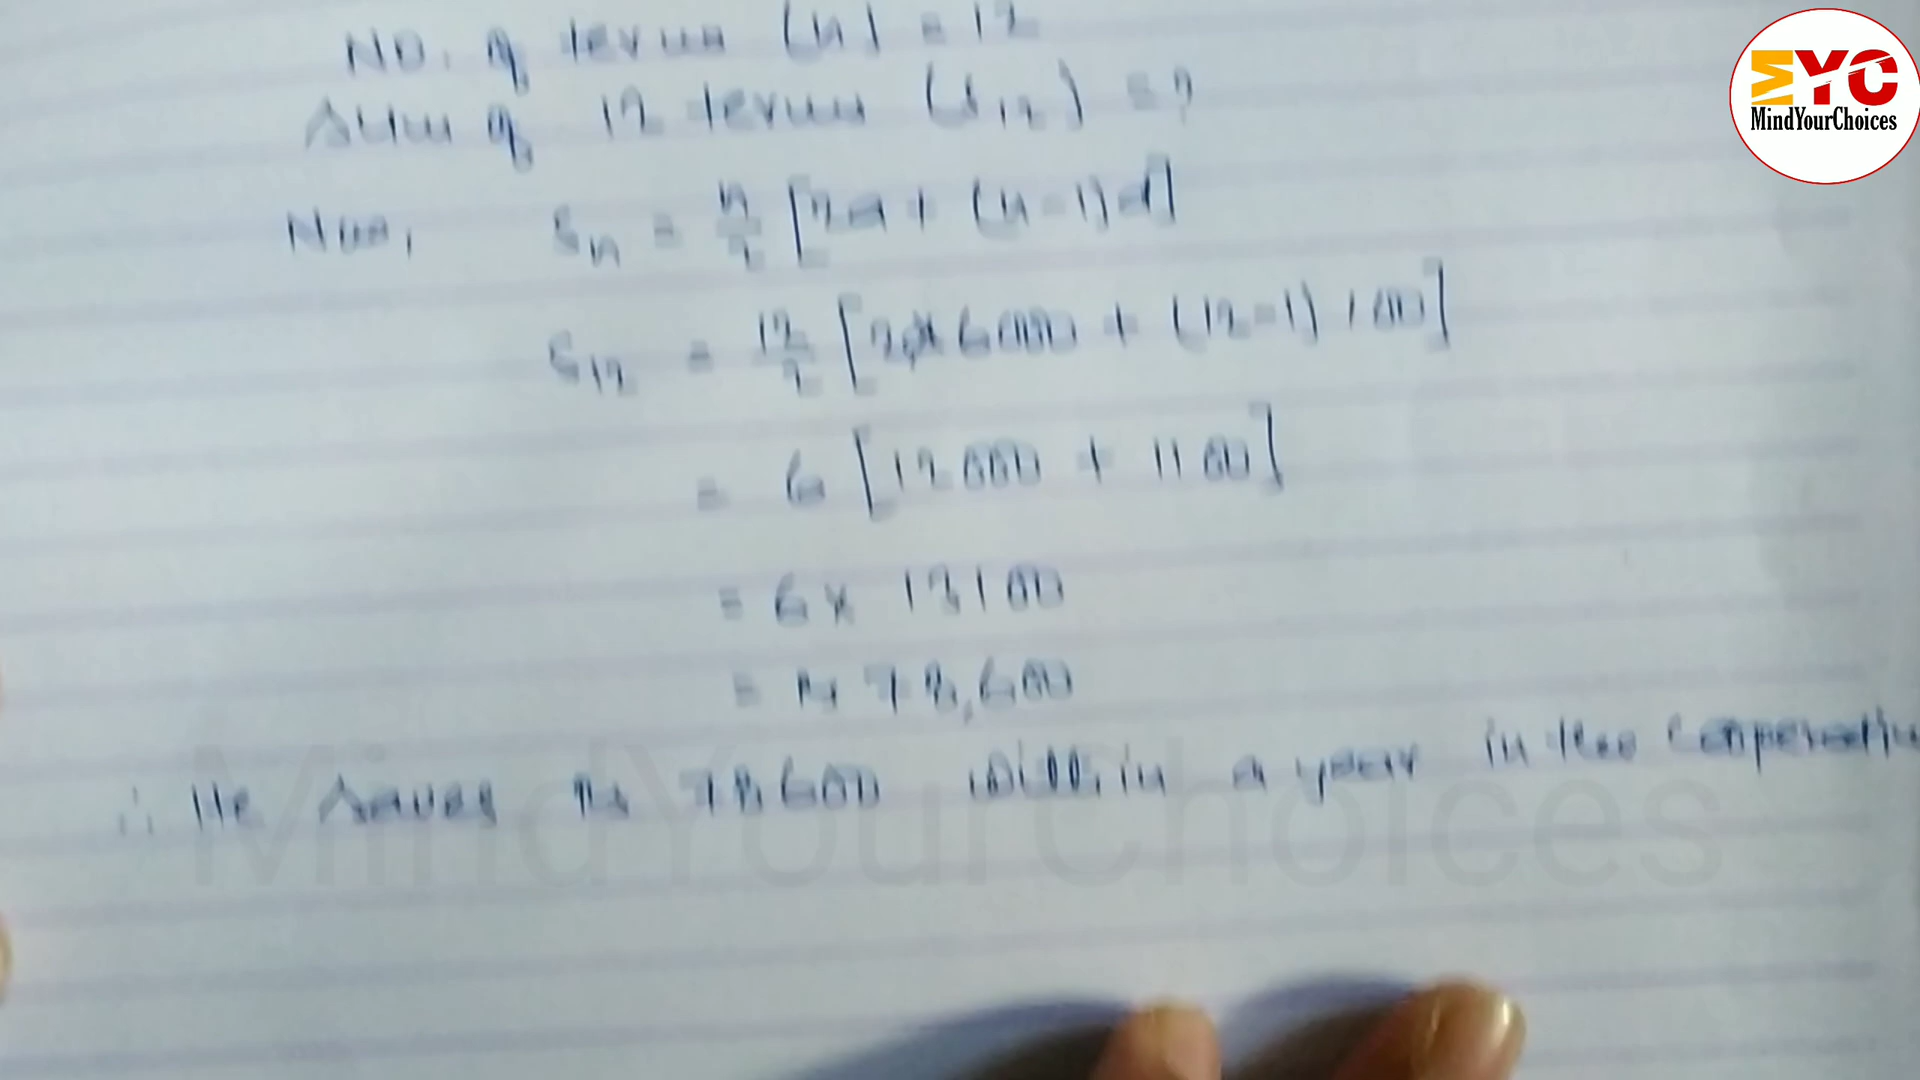 No. of terms (n) = 12
Sum of 12 terms (S12) = ?
Now, Sn = n/2 [2a + (n-1)d]
S12 = 12/2 [2×6000 + (12-1)100]
= 6 [12000 + 1100]
= 6 × 13100
= Rs 78,600
∴ He saves Rs 78600 within a year in the cooperative
MYC
MindYourChoices
MindYourChoices